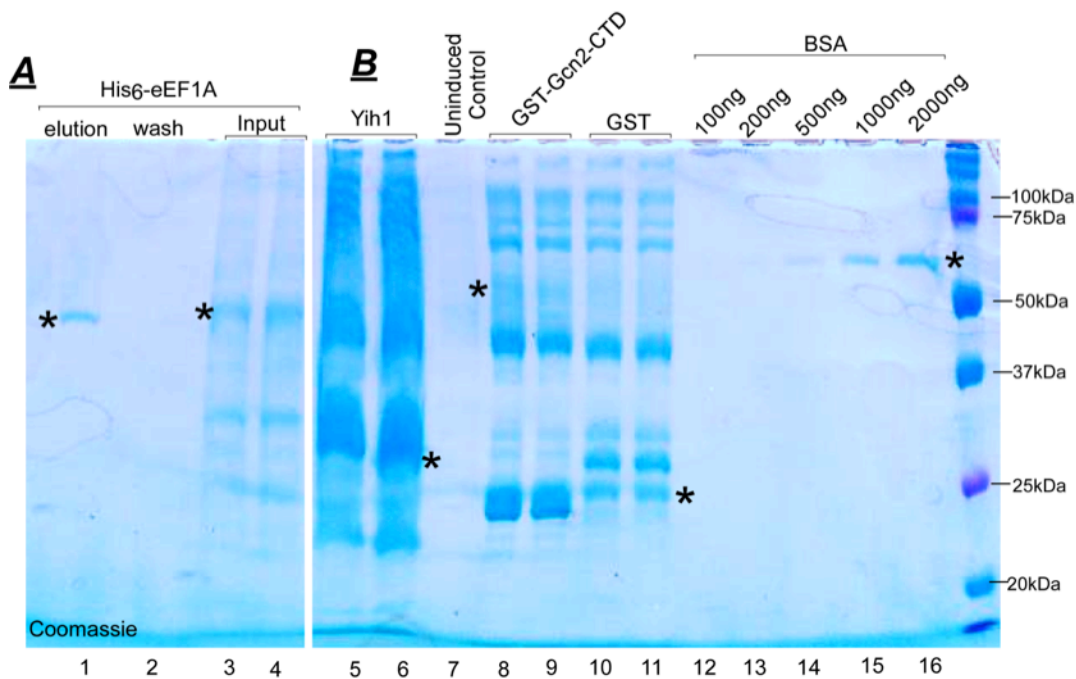 A
His6-eEF1A
elution wash Input
B
Yih1
Uninduced
Control
GST-Gcn2-CTD
GST
BSA
100ng 200ng 500ng 1000ng 2000ng
* * * * * *
100kDa
75kDa
50kDa
37kDa
25kDa
20kDa
Coomassie
1 2 3 4 5 6 7 8 9 10 11 12 13 14 15 16